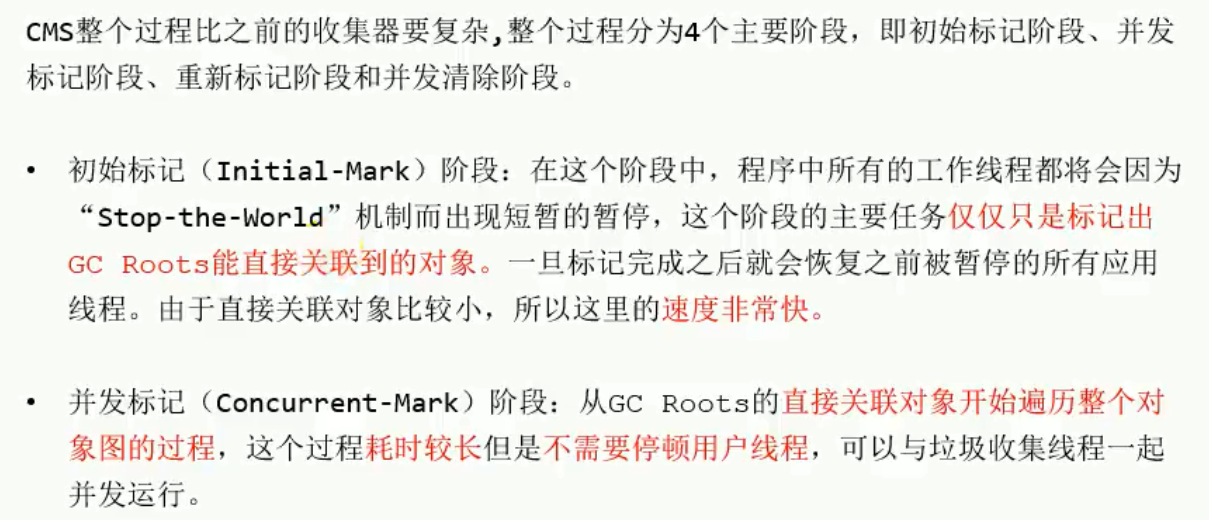 CMS整个过程比之前的收集器要复杂,整个过程分为4个主要阶段，即初始标记阶段、并发
标记阶段、重新标记阶段和并发清除阶段。
• 初始标记（Initial-Mark）阶段：在这个阶段中，程序中所有的工作线程都将会因为
“Stop-the-World”机制而出现短暂的暂停，这个阶段的主要任务仅仅只是标记出
GC Roots能直接关联到的对象。一旦标记完成之后就会恢复之前被暂停的所有应用
线程。由于直接关联对象比较小，所以这里的速度非常快。
• 并发标记（Concurrent-Mark）阶段：从GC Roots的直接关联对象开始遍历整个对
象图的过程，这个过程耗时较长但是不需要停顿用户线程，可以与垃圾收集线程一起
并发运行。